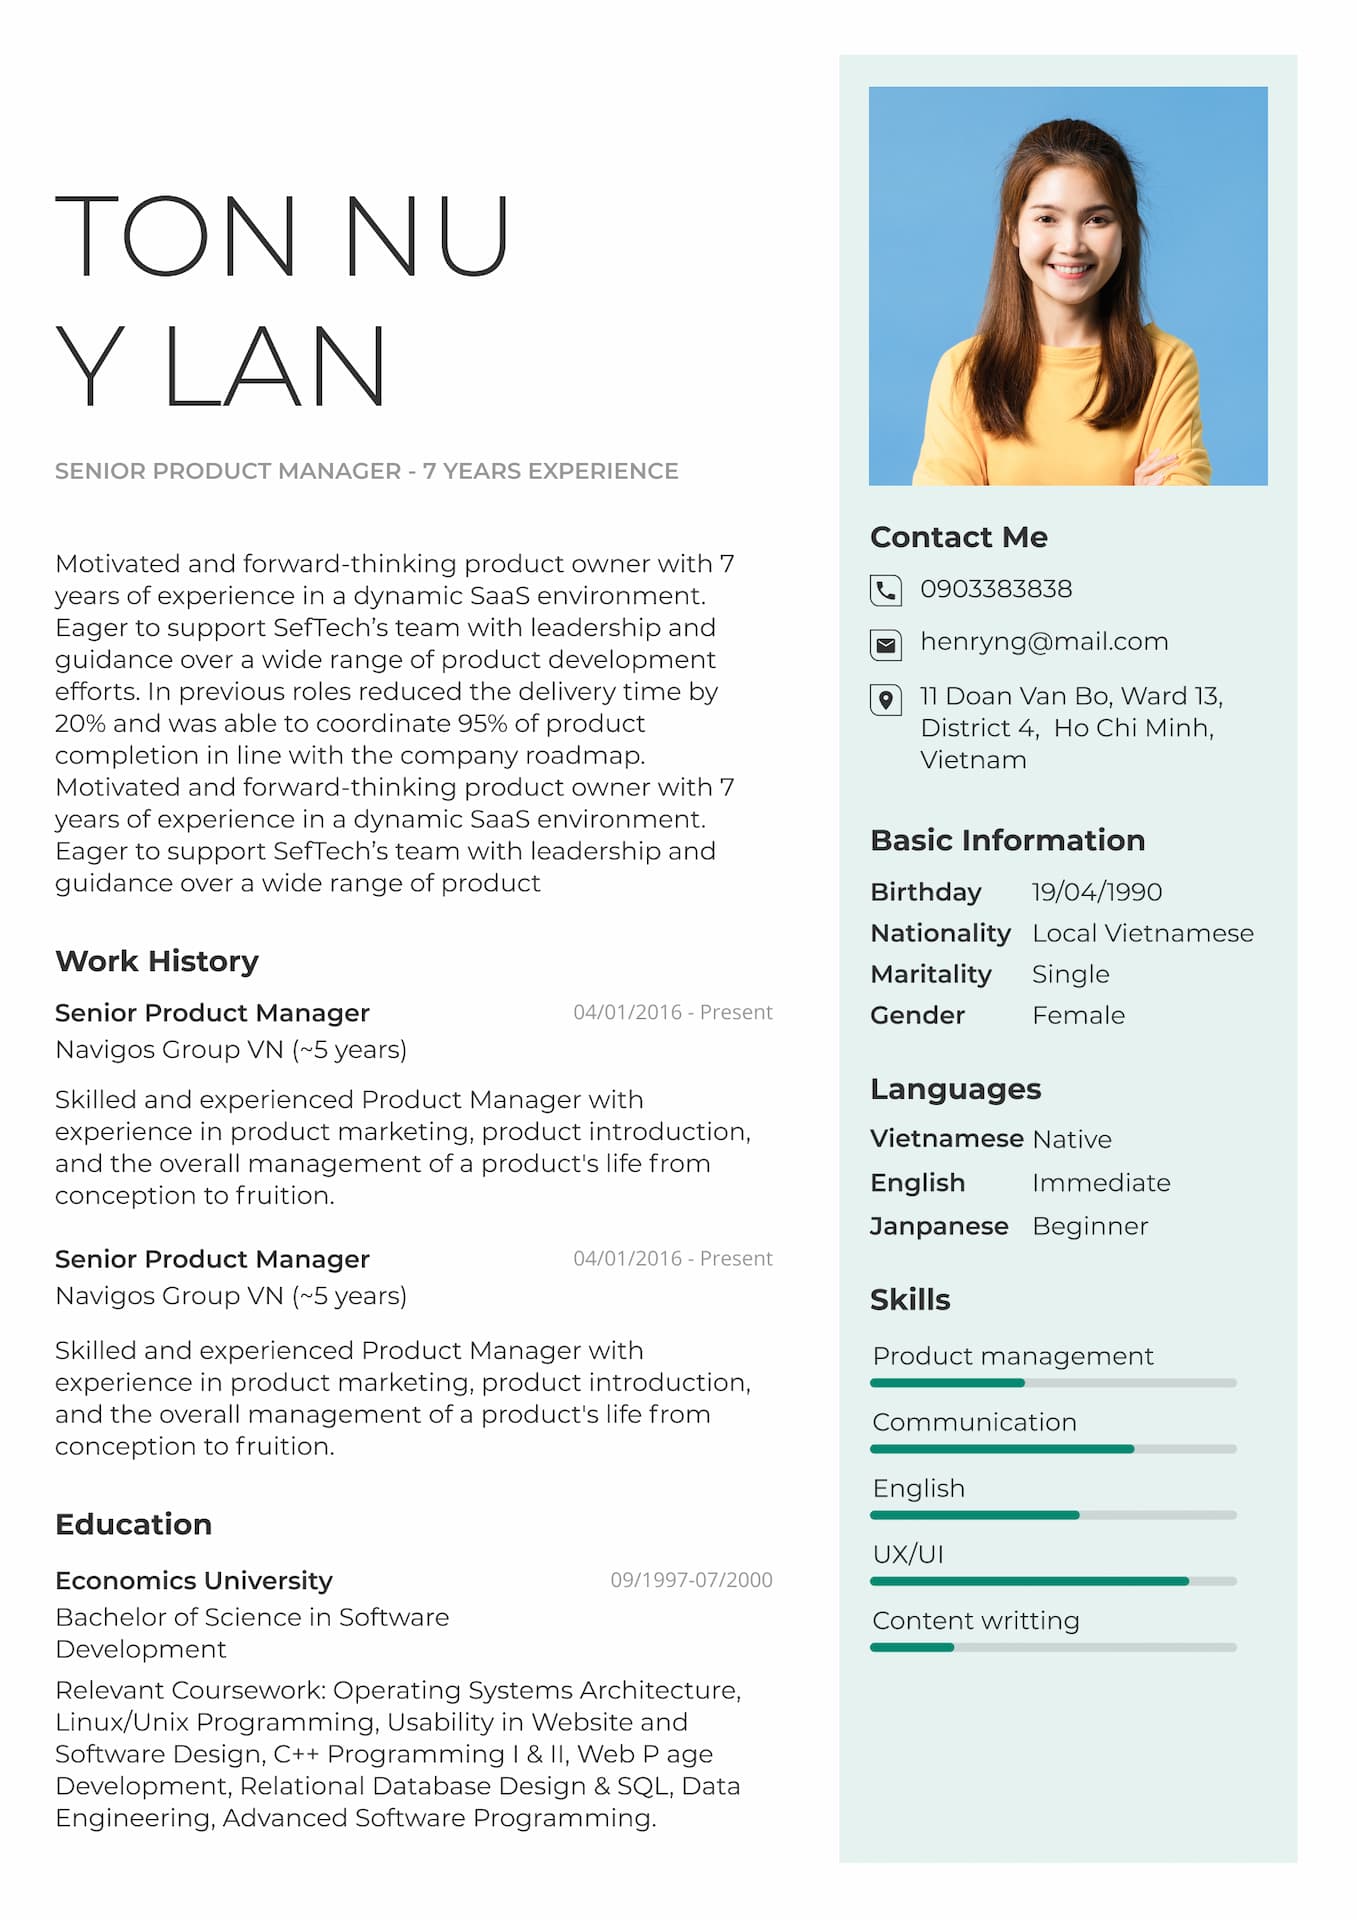 TON NU
Y LAN
SENIOR PRODUCT MANAGER - 7 YEARS EXPERIENCE
Motivated and forward-thinking product owner with 7
years of experience in a dynamic SaaS environment.
Eager to support SefTech’s team with leadership and
guidance over a wide range of product development
efforts. In previous roles reduced the delivery time by
20% and was able to coordinate 95% of product
completion in line with the company roadmap.
Motivated and forward-thinking product owner with 7
years of experience in a dynamic SaaS environment.
Eager to support SefTech’s team with leadership and
guidance over a wide range of product
Work History
Senior Product Manager 04/01/2016 - Present
Navigos Group VN (~5 years)
Skilled and experienced Product Manager with
experience in product marketing, product introduction,
and the overall management of a product's life from
conception to fruition.
Senior Product Manager 04/01/2016 - Present
Navigos Group VN (~5 years)
Skilled and experienced Product Manager with
experience in product marketing, product introduction,
and the overall management of a product's life from
conception to fruition.
Education
Economics University 09/1997-07/2000
Bachelor of Science in Software
Development
Relevant Coursework: Operating Systems Architecture,
Linux/Unix Programming, Usability in Website and
Software Design, C++ Programming I & II, Web P age
Development, Relational Database Design & SQL, Data
Engineering, Advanced Software Programming.
Contact Me
0903383838
henryng@mail.com
11 Doan Van Bo, Ward 13,
District 4,  Ho Chi Minh,
Vietnam
Basic Information
Birthday 19/04/1990
Nationality Local Vietnamese
Maritality Single
Gender Female
Languages
Vietnamese Native
English Immediate
Janpanese Beginner
Skills
Product management
Communication
English
UX/UI
Content writting